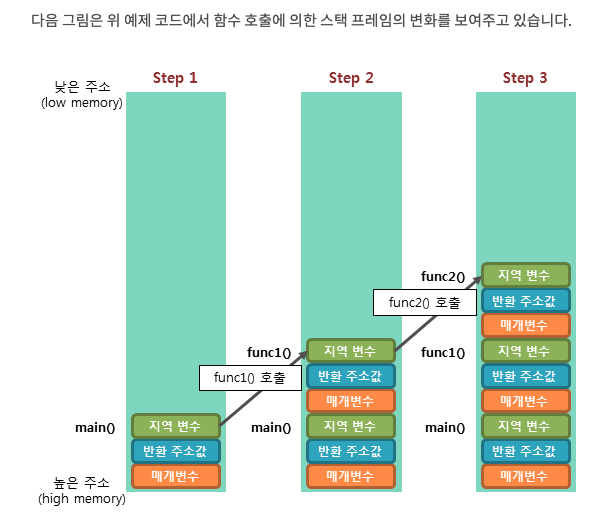 다음 그림은 위 예제 코드에서 함수 호출에 의한 스택 프레임의 변화를 보여주고 있습니다.
Step 1
Step 2
Step 3
낮은 주소
(low memory)
func2()
지역 변수
func2() 호출
반환 주소값
매개변수
func1()
지역 변수
func1()
지역 변수
func1() 호출
반환 주소값
반환 주소값
매개변수
매개변수
main()
지역 변수
main()
지역 변수
main()
지역 변수
반환 주소값
반환 주소값
반환 주소값
높은 주소
(high memory)
매개변수
매개변수
매개변수